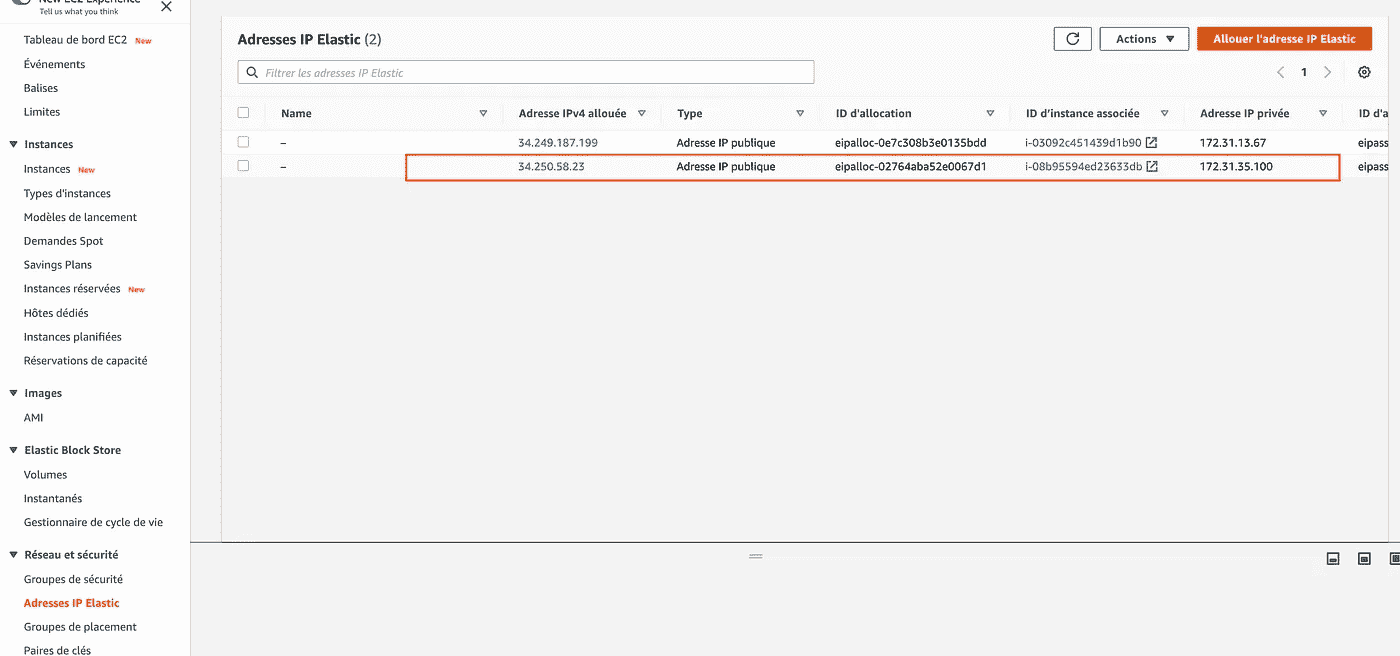 New EC2 Experience
Tell us what you think
Tableau de bord EC2 New
Événements
Balises
Limites
Instances
Instances New
Types d'instances
Modèles de lancement
Demandes Spot
Savings Plans
Instances réservées New
Hôtes dédiés
Instances planifiées
Réservations de capacité
Images
AMI
Elastic Block Store
Volumes
Instantanés
Gestionnaire de cycle de vie
Réseau et sécurité
Groupes de sécurité
Adresses IP Elastic
Groupes de placement
Paires de clés
Adresses IP Elastic (2)
Actions
Allouer l'adresse IP Elastic
Filtrer les adresses IP Elastic
1
Name Adresse IPv4 allouée Type ID d'allocation ID d'instance associée Adresse IP privée ID d'a
– 34.249.187.199 Adresse IP publique eipalloc-0e7c308b3e0135bdd i-03092c451439d1b90 172.31.13.67 eipass
– 34.250.58.23 Adresse IP publique eipalloc-02764aba52e0067d1 i-08b95594ed23633db 172.31.35.100 eipass